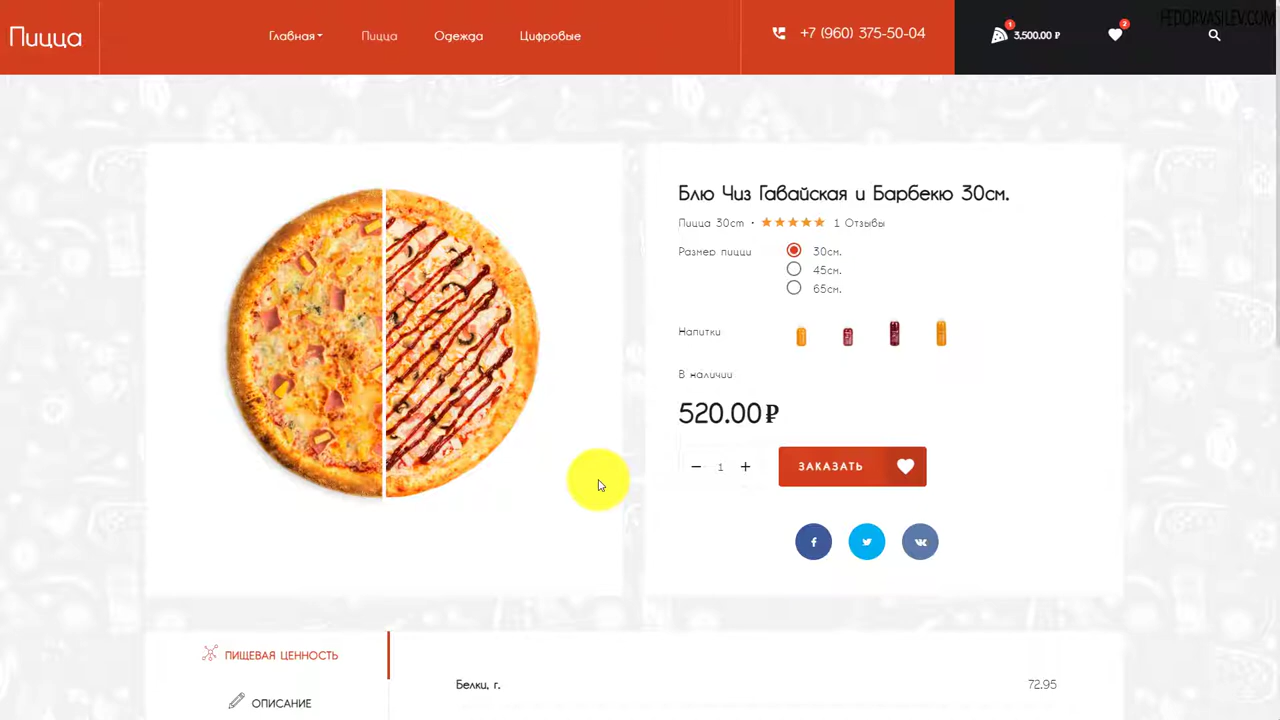 FEDORVASILEV.COM
Пицца
Главная
Пицца
Одежда
Цифровые
+7 (960) 375-50-04
1
3,500.00 ₽
2
Блю Чиз Гавайская и Барбекю 30см.
Пицца 30cm · 1 Отзывы
Размер пиццы
30см.
45см.
65см.
Напитки
В наличии
520.00 ₽
− 1 +
ЗАКАЗАТЬ
ПИЩЕВАЯ ЦЕННОСТЬ
ОПИСАНИЕ
Белки, г. 72.95